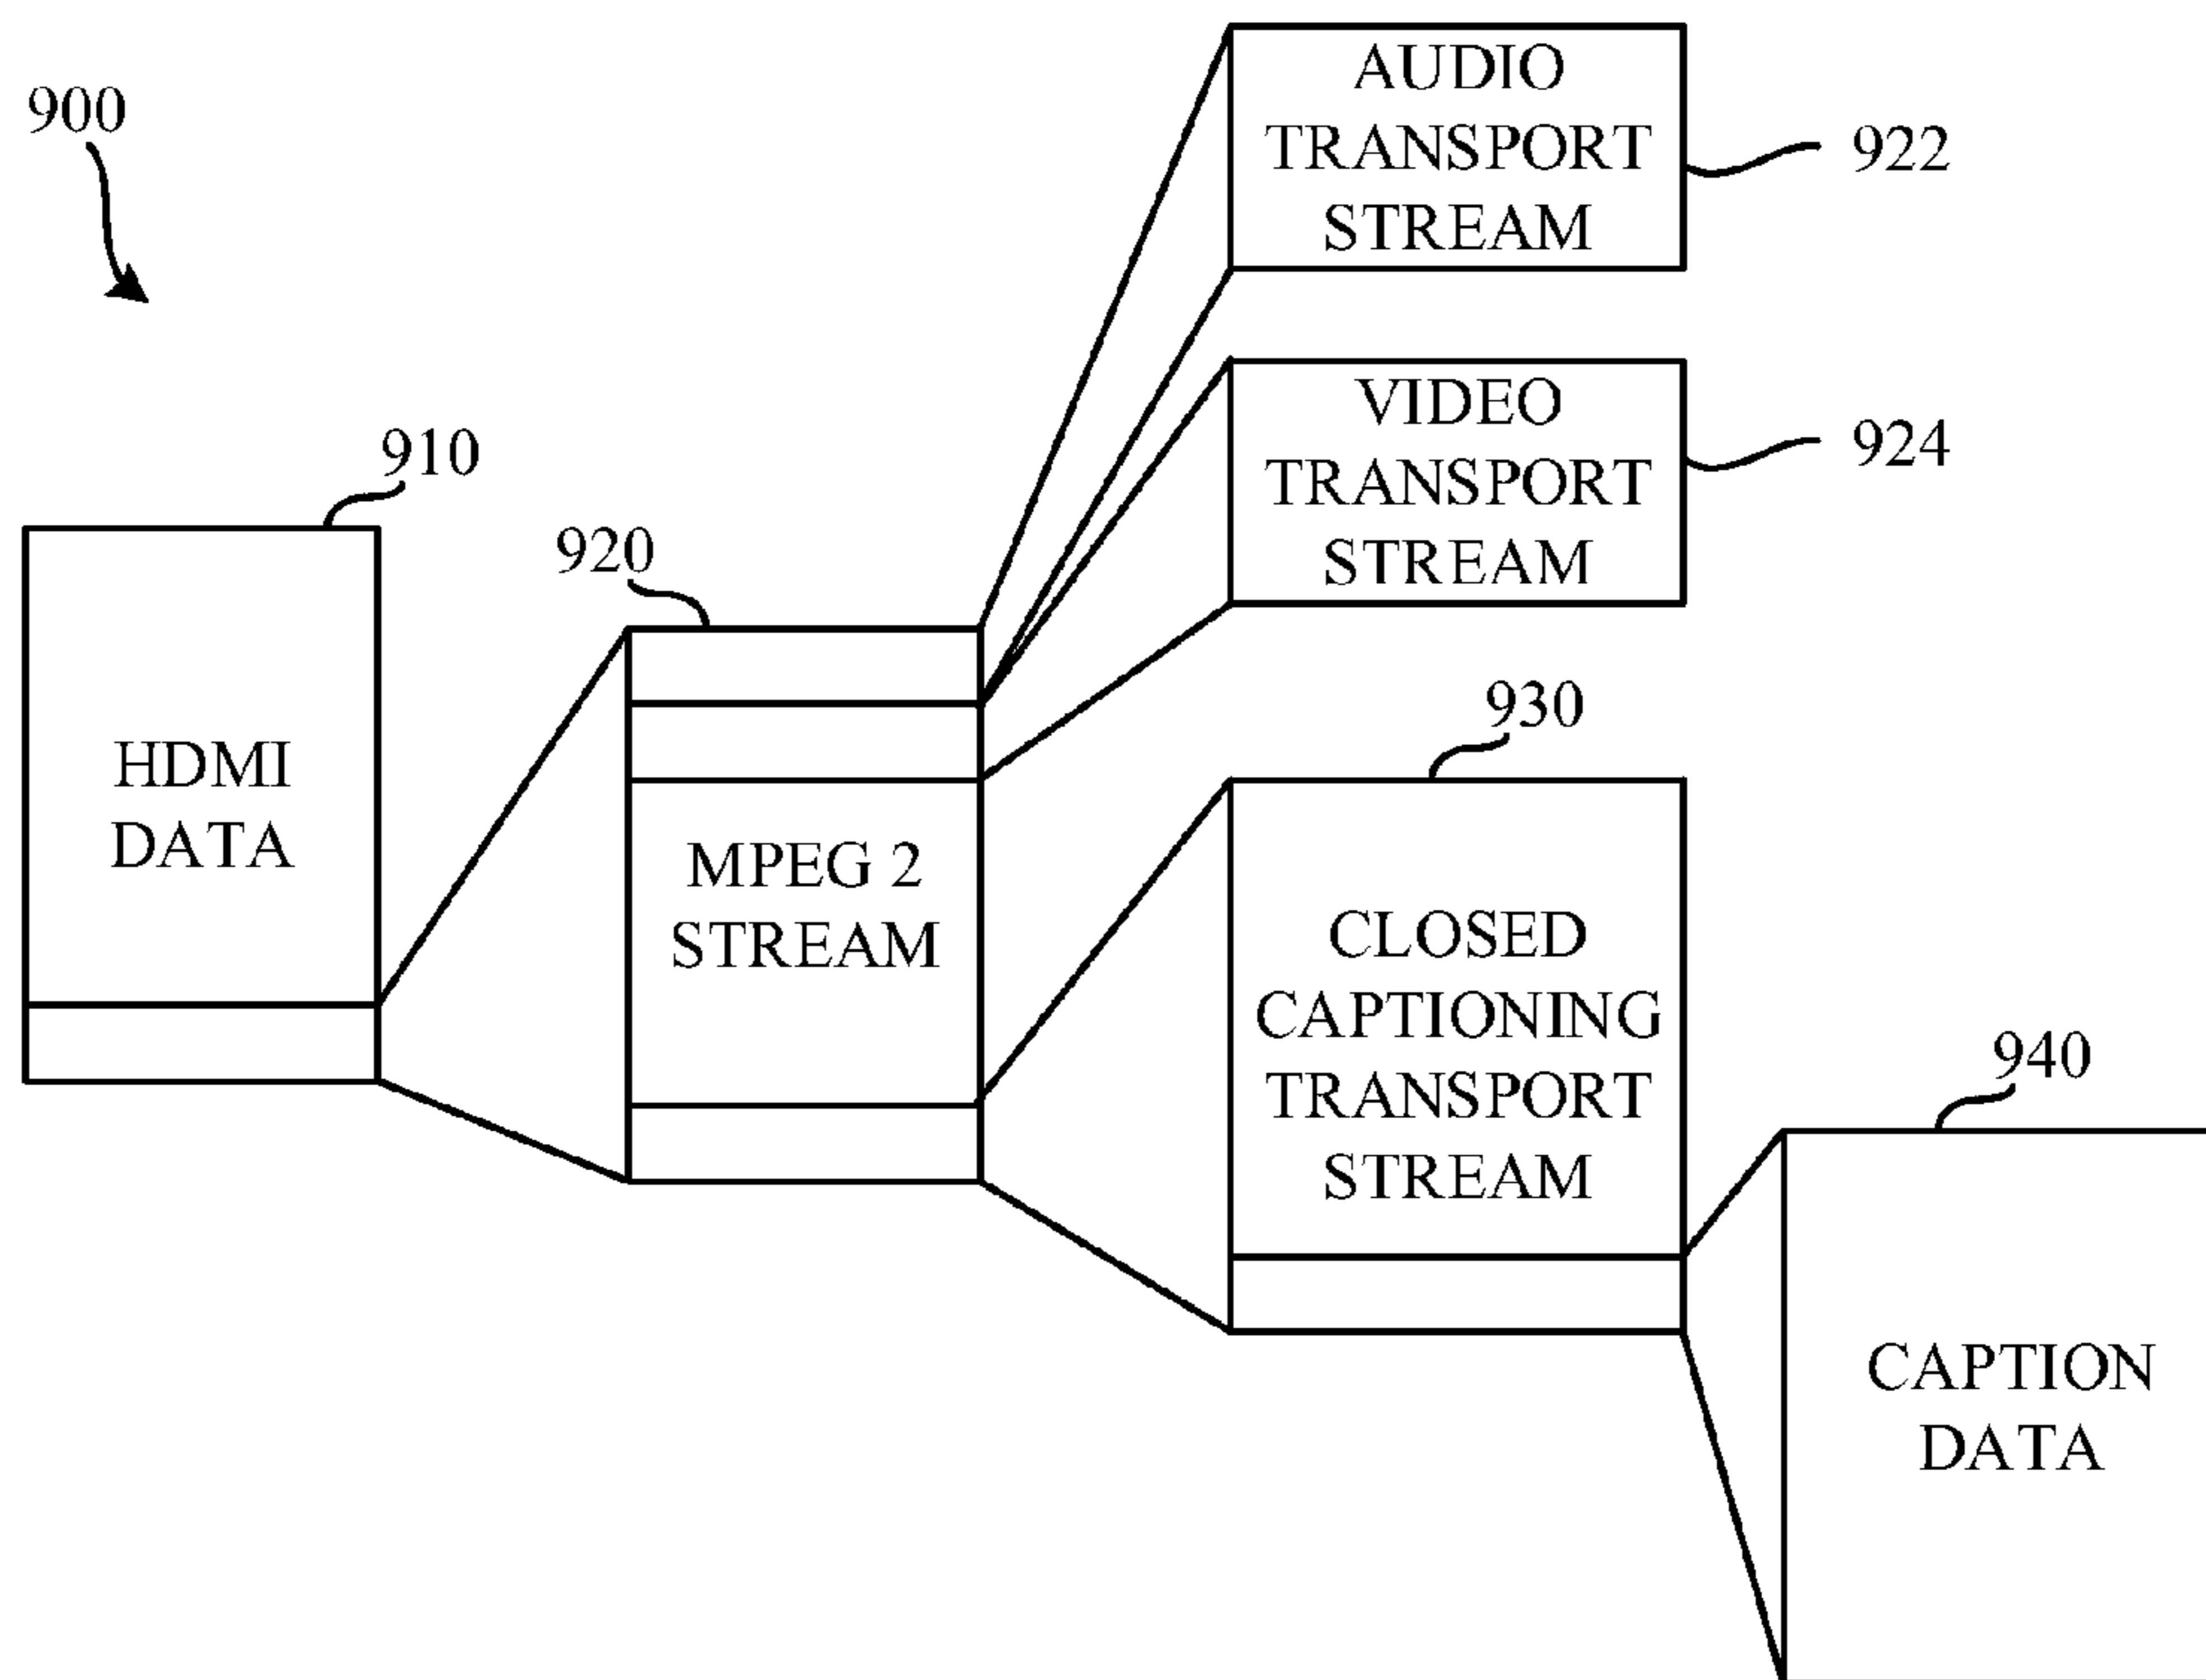 900
AUDIO
TRANSPORT
STREAM
922
VIDEO
TRANSPORT
STREAM
924
910
HDMI
DATA
920
MPEG 2
STREAM
930
CLOSED
CAPTIONING
TRANSPORT
STREAM
940
CAPTION
DATA